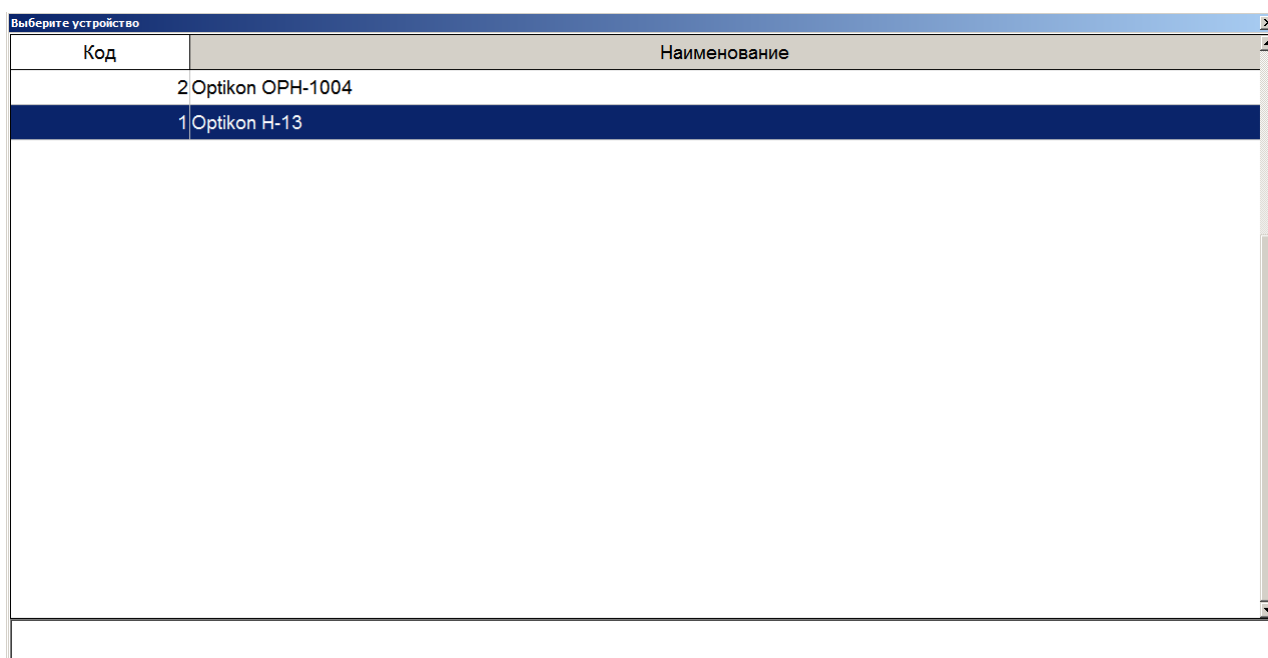 Выберите устройство
Код Наименование
2 Optikon OPH-1004
1 Optikon H-13